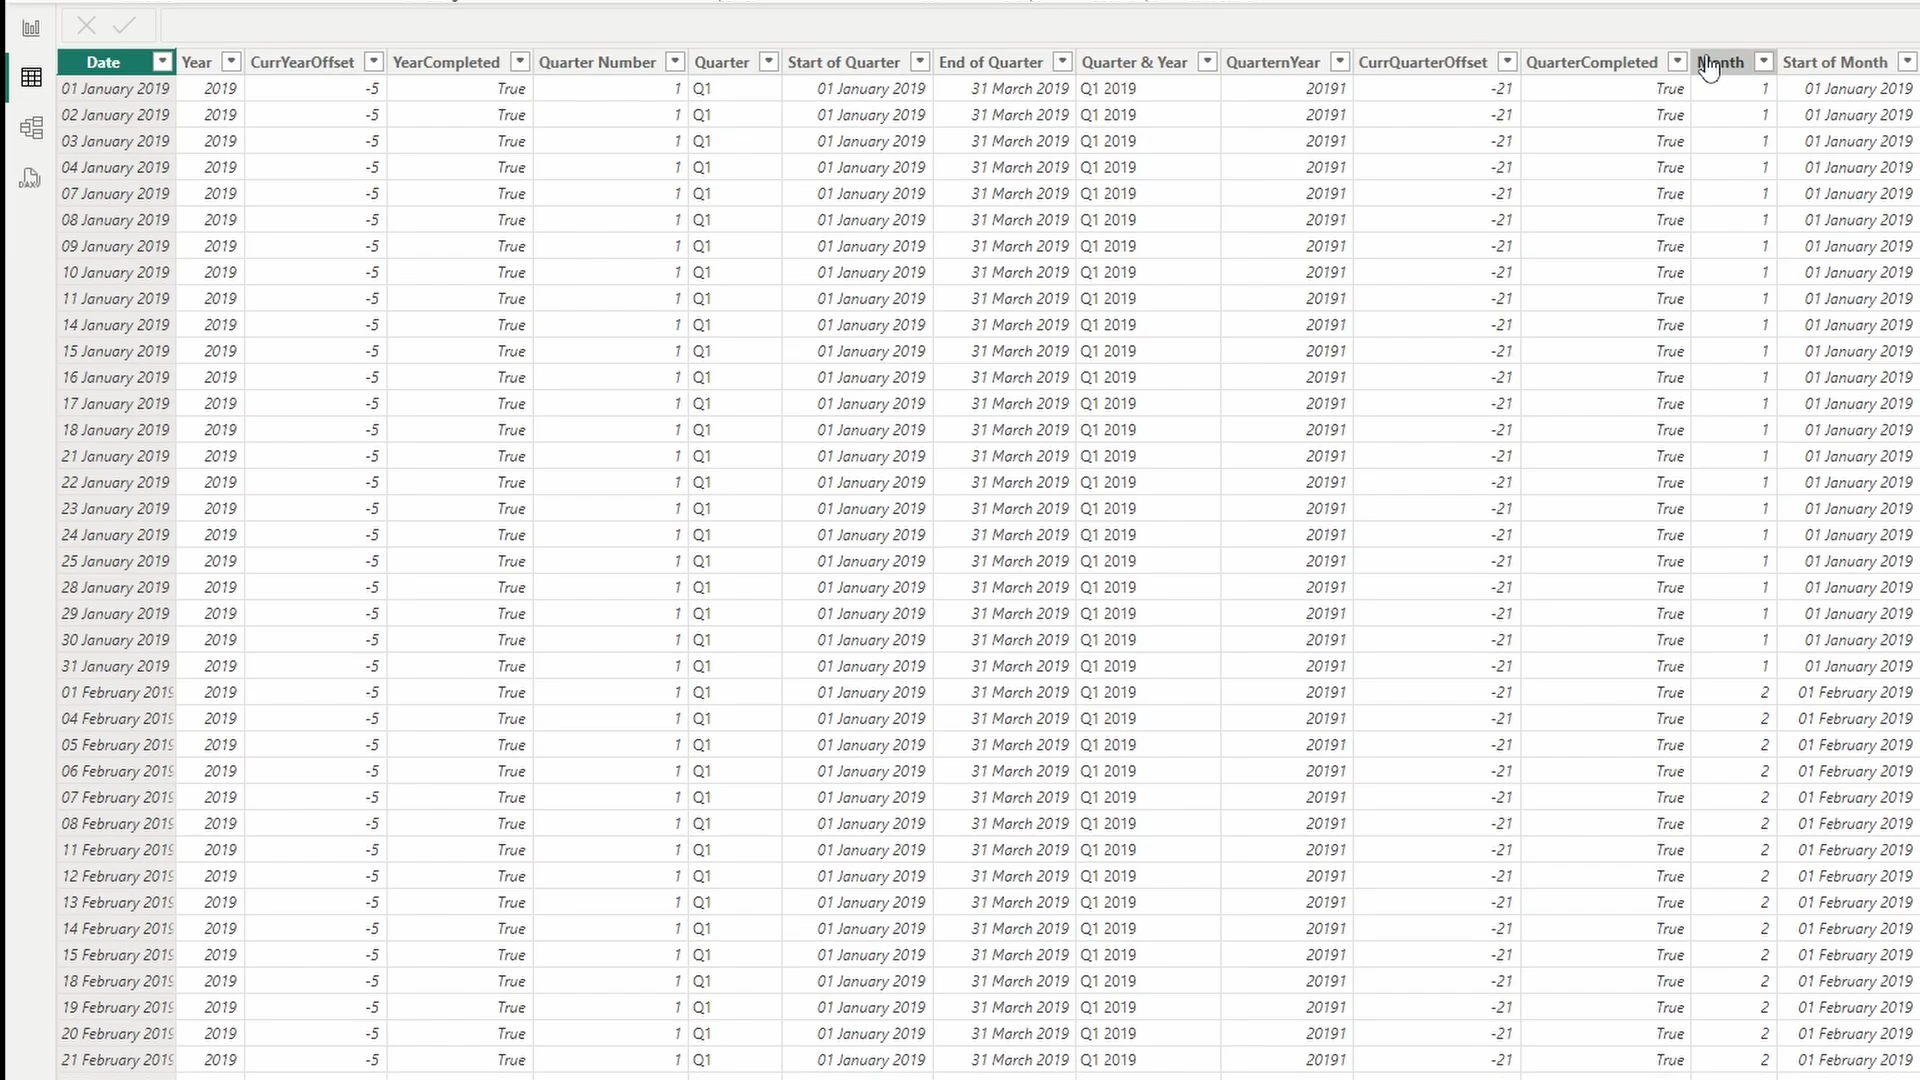 Date Year CurrYearOffset YearCompleted Quarter Number Quarter Start of Quarter End of Quarter Quarter & Year QuarternYear CurrQuarterOffset QuarterCompleted Month Start of Month
01 January 2019 2019 -5 True 1 Q1 01 January 2019 31 March 2019 Q1 2019 20191 -21 True 1 01 January 2019
02 January 2019 2019 -5 True 1 Q1 01 January 2019 31 March 2019 Q1 2019 20191 -21 True 1 01 January 2019
03 January 2019 2019 -5 True 1 Q1 01 January 2019 31 March 2019 Q1 2019 20191 -21 True 1 01 January 2019
04 January 2019 2019 -5 True 1 Q1 01 January 2019 31 March 2019 Q1 2019 20191 -21 True 1 01 January 2019
07 January 2019 2019 -5 True 1 Q1 01 January 2019 31 March 2019 Q1 2019 20191 -21 True 1 01 January 2019
08 January 2019 2019 -5 True 1 Q1 01 January 2019 31 March 2019 Q1 2019 20191 -21 True 1 01 January 2019
09 January 2019 2019 -5 True 1 Q1 01 January 2019 31 March 2019 Q1 2019 20191 -21 True 1 01 January 2019
10 January 2019 2019 -5 True 1 Q1 01 January 2019 31 March 2019 Q1 2019 20191 -21 True 1 01 January 2019
11 January 2019 2019 -5 True 1 Q1 01 January 2019 31 March 2019 Q1 2019 20191 -21 True 1 01 January 2019
14 January 2019 2019 -5 True 1 Q1 01 January 2019 31 March 2019 Q1 2019 20191 -21 True 1 01 January 2019
15 January 2019 2019 -5 True 1 Q1 01 January 2019 31 March 2019 Q1 2019 20191 -21 True 1 01 January 2019
16 January 2019 2019 -5 True 1 Q1 01 January 2019 31 March 2019 Q1 2019 20191 -21 True 1 01 January 2019
17 January 2019 2019 -5 True 1 Q1 01 January 2019 31 March 2019 Q1 2019 20191 -21 True 1 01 January 2019
18 January 2019 2019 -5 True 1 Q1 01 January 2019 31 March 2019 Q1 2019 20191 -21 True 1 01 January 2019
21 January 2019 2019 -5 True 1 Q1 01 January 2019 31 March 2019 Q1 2019 20191 -21 True 1 01 January 2019
22 January 2019 2019 -5 True 1 Q1 01 January 2019 31 March 2019 Q1 2019 20191 -21 True 1 01 January 2019
23 January 2019 2019 -5 True 1 Q1 01 January 2019 31 March 2019 Q1 2019 20191 -21 True 1 01 January 2019
24 January 2019 2019 -5 True 1 Q1 01 January 2019 31 March 2019 Q1 2019 20191 -21 True 1 01 January 2019
25 January 2019 2019 -5 True 1 Q1 01 January 2019 31 March 2019 Q1 2019 20191 -21 True 1 01 January 2019
28 January 2019 2019 -5 True 1 Q1 01 January 2019 31 March 2019 Q1 2019 20191 -21 True 1 01 January 2019
29 January 2019 2019 -5 True 1 Q1 01 January 2019 31 March 2019 Q1 2019 20191 -21 True 1 01 January 2019
30 January 2019 2019 -5 True 1 Q1 01 January 2019 31 March 2019 Q1 2019 20191 -21 True 1 01 January 2019
31 January 2019 2019 -5 True 1 Q1 01 January 2019 31 March 2019 Q1 2019 20191 -21 True 1 01 January 2019
01 February 2019 2019 -5 True 1 Q1 01 January 2019 31 March 2019 Q1 2019 20191 -21 True 2 01 February 2019
04 February 2019 2019 -5 True 1 Q1 01 January 2019 31 March 2019 Q1 2019 20191 -21 True 2 01 February 2019
05 February 2019 2019 -5 True 1 Q1 01 January 2019 31 March 2019 Q1 2019 20191 -21 True 2 01 February 2019
06 February 2019 2019 -5 True 1 Q1 01 January 2019 31 March 2019 Q1 2019 20191 -21 True 2 01 February 2019
07 February 2019 2019 -5 True 1 Q1 01 January 2019 31 March 2019 Q1 2019 20191 -21 True 2 01 February 2019
08 February 2019 2019 -5 True 1 Q1 01 January 2019 31 March 2019 Q1 2019 20191 -21 True 2 01 February 2019
11 February 2019 2019 -5 True 1 Q1 01 January 2019 31 March 2019 Q1 2019 20191 -21 True 2 01 February 2019
12 February 2019 2019 -5 True 1 Q1 01 January 2019 31 March 2019 Q1 2019 20191 -21 True 2 01 February 2019
13 February 2019 2019 -5 True 1 Q1 01 January 2019 31 March 2019 Q1 2019 20191 -21 True 2 01 February 2019
14 February 2019 2019 -5 True 1 Q1 01 January 2019 31 March 2019 Q1 2019 20191 -21 True 2 01 February 2019
15 February 2019 2019 -5 True 1 Q1 01 January 2019 31 March 2019 Q1 2019 20191 -21 True 2 01 February 2019
18 February 2019 2019 -5 True 1 Q1 01 January 2019 31 March 2019 Q1 2019 20191 -21 True 2 01 February 2019
19 February 2019 2019 -5 True 1 Q1 01 January 2019 31 March 2019 Q1 2019 20191 -21 True 2 01 February 2019
20 February 2019 2019 -5 True 1 Q1 01 January 2019 31 March 2019 Q1 2019 20191 -21 True 2 01 February 2019
21 February 2019 2019 -5 True 1 Q1 01 January 2019 31 March 2019 Q1 2019 20191 -21 True 2 01 February 2019
DAX